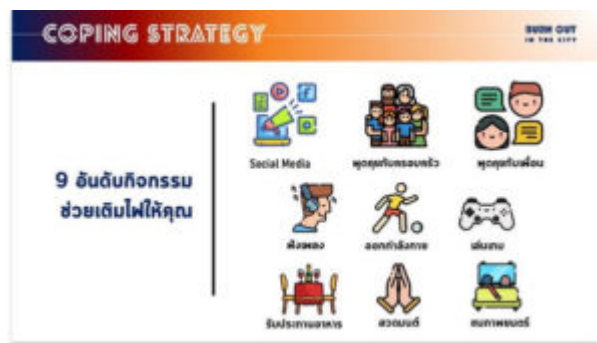 COPING STRATEGY
BURN OUT
IN THE CITY
9 อันดับกิจกรรม
ช่วยเติมไฟให้คุณ
Social Media
พูดคุยกับครอบครัว
พูดคุยกับเพื่อน
ฟังเพลง
ออกกำลังกาย
เล่นเกม
รับประทานอาหาร
สวดมนต์
ชมภาพยนตร์